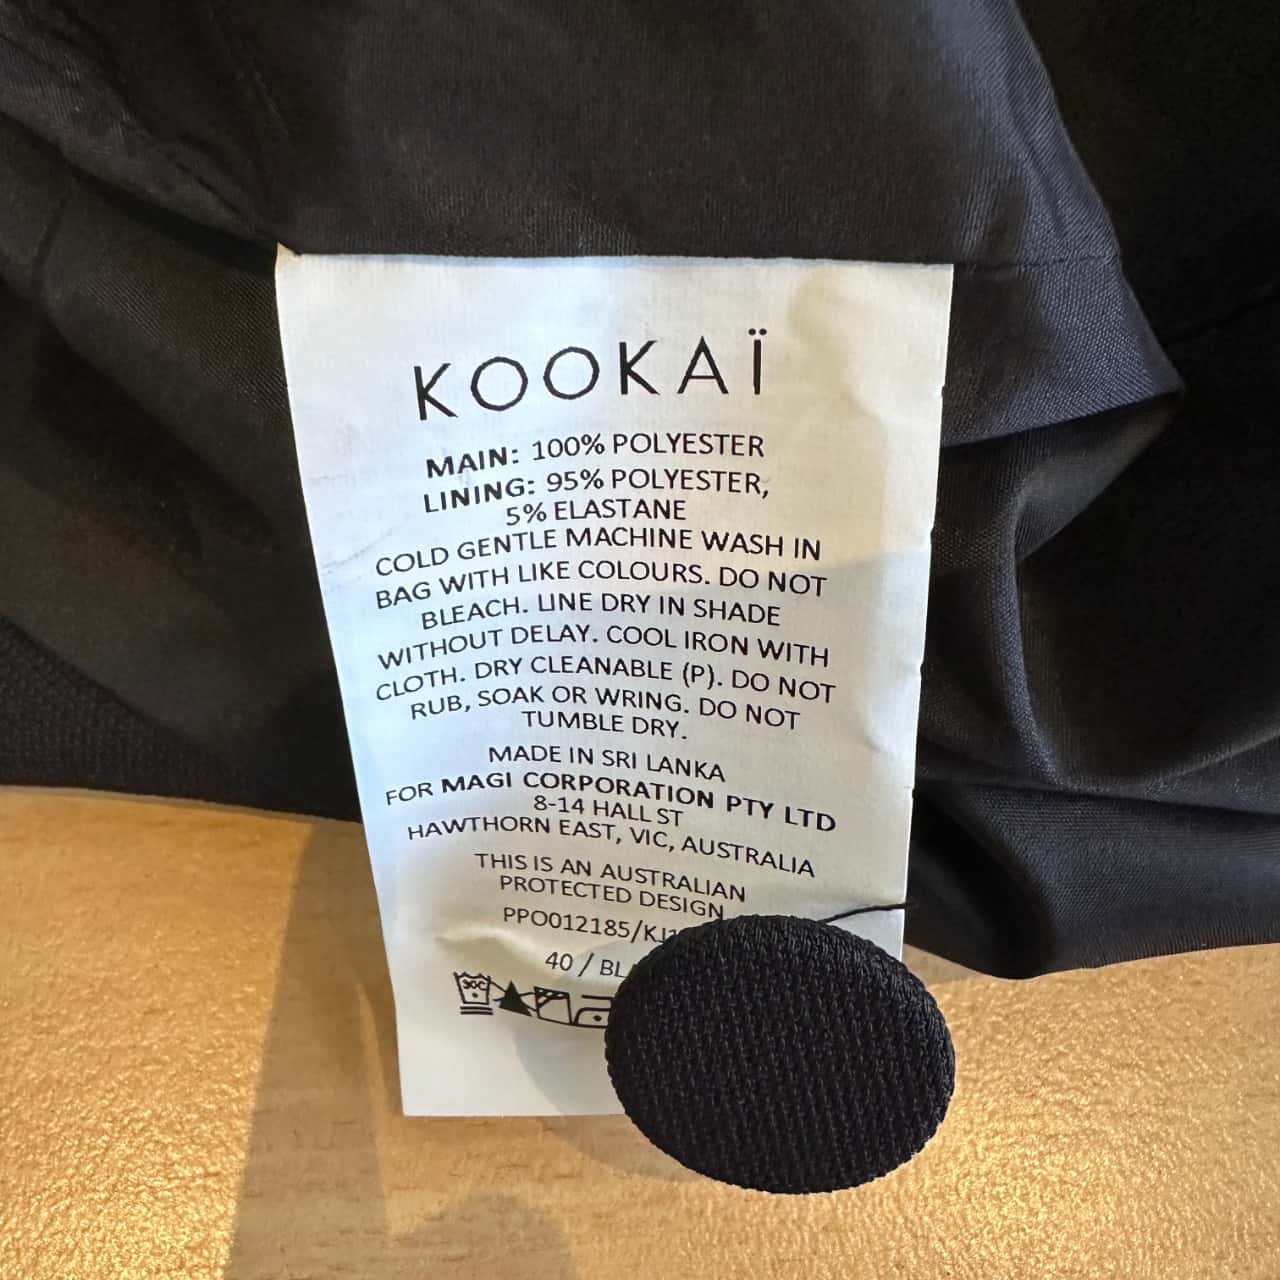 KOOKAÏ
MAIN: 100% POLYESTER
LINING: 95% POLYESTER,
5% ELASTANE
COLD GENTLE MACHINE WASH IN
BAG WITH LIKE COLOURS. DO NOT
BLEACH. LINE DRY IN SHADE
WITHOUT DELAY. COOL IRON WITH
CLOTH. DRY CLEANABLE (P). DO NOT
RUB, SOAK OR WRING. DO NOT
TUMBLE DRY.
MADE IN SRI LANKA
FOR MAGI CORPORATION PTY LTD
8-14 HALL ST
HAWTHORN EAST, VIC, AUSTRALIA
THIS IS AN AUSTRALIAN
PROTECTED DESIGN
PPO012185/
40 /
30C